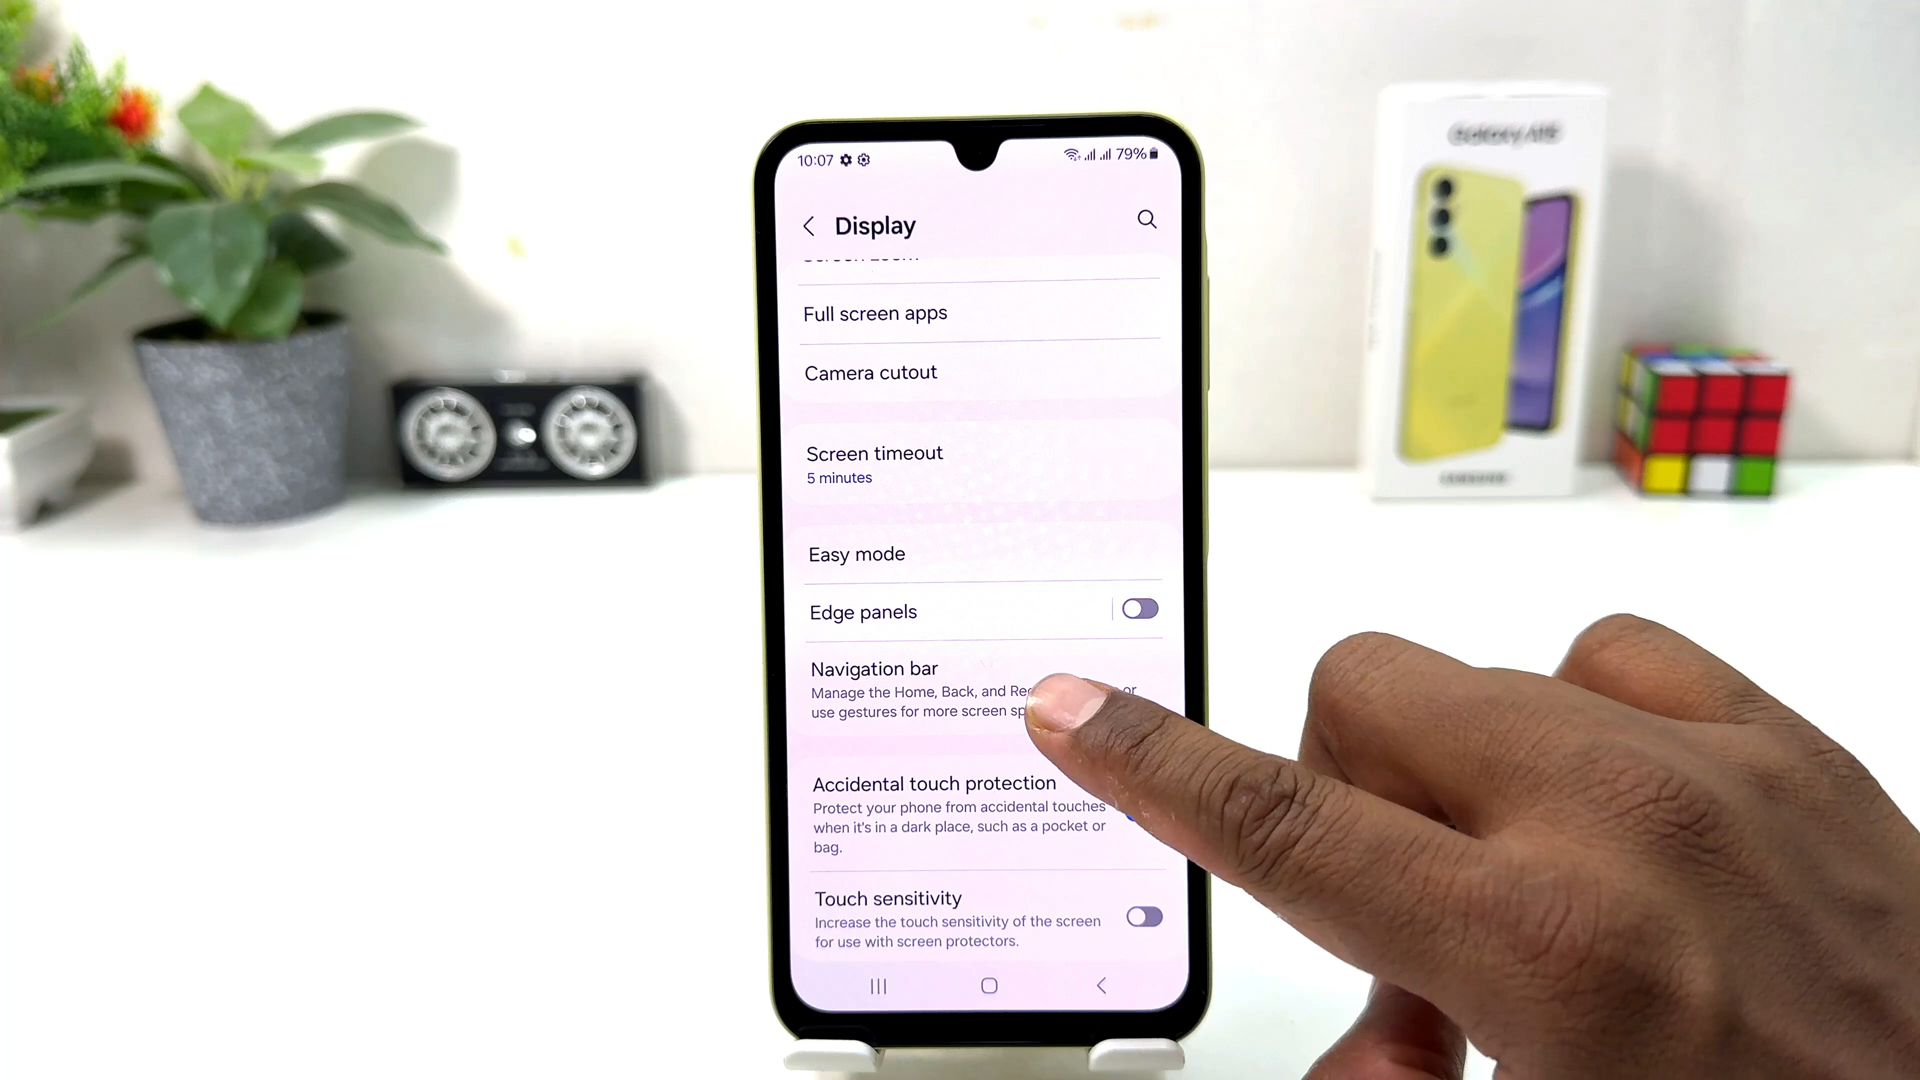 10:07
79%
Display
Full screen apps
Camera cutout
Screen timeout
5 minutes
Easy mode
Edge panels
Navigation bar
Manage the Home, Back, and or
use gestures for more screen
Accidental touch protection
Protect your phone from accidental touches
when it's in a dark place, such as a pocket or
bag.
Touch sensitivity
Increase the touch sensitivity of the screen
for use with screen protectors.
Galaxy
SAMSUNG